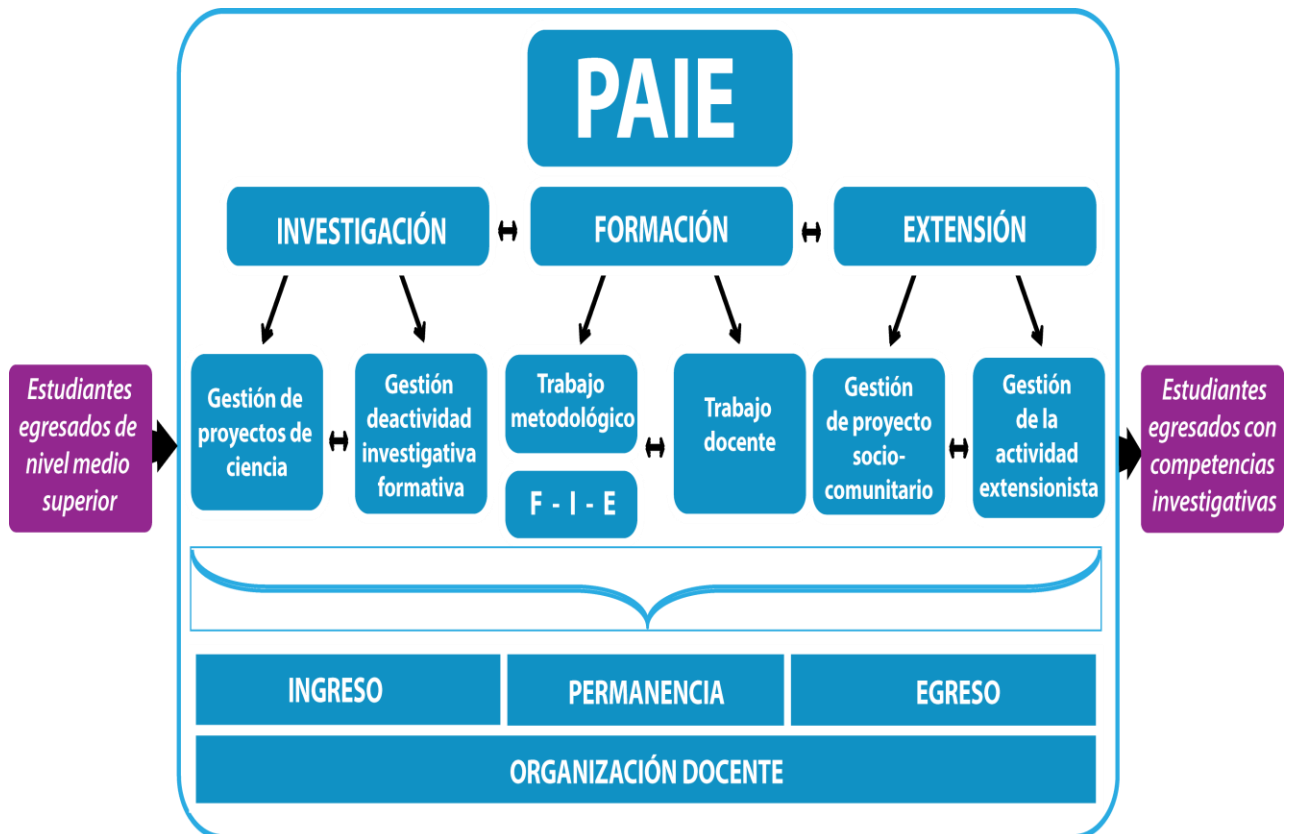 PAIE
INVESTIGACIÓN
FORMACIÓN
EXTENSIÓN
Estudiantes
egresados de
nivel medio
superior
Gestión de
proyectos de
ciencia
Gestión
deactividad
investigativa
formativa
Trabajo
metodológico
F - I - E
Trabajo
docente
Gestión
de proyecto
socio-
comunitario
Gestión
de la
actividad
extensionista
Estudiantes
egresados con
competencias
investigativas
INGRESO
PERMANENCIA
EGRESO
ORGANIZACIÓN DOCENTE